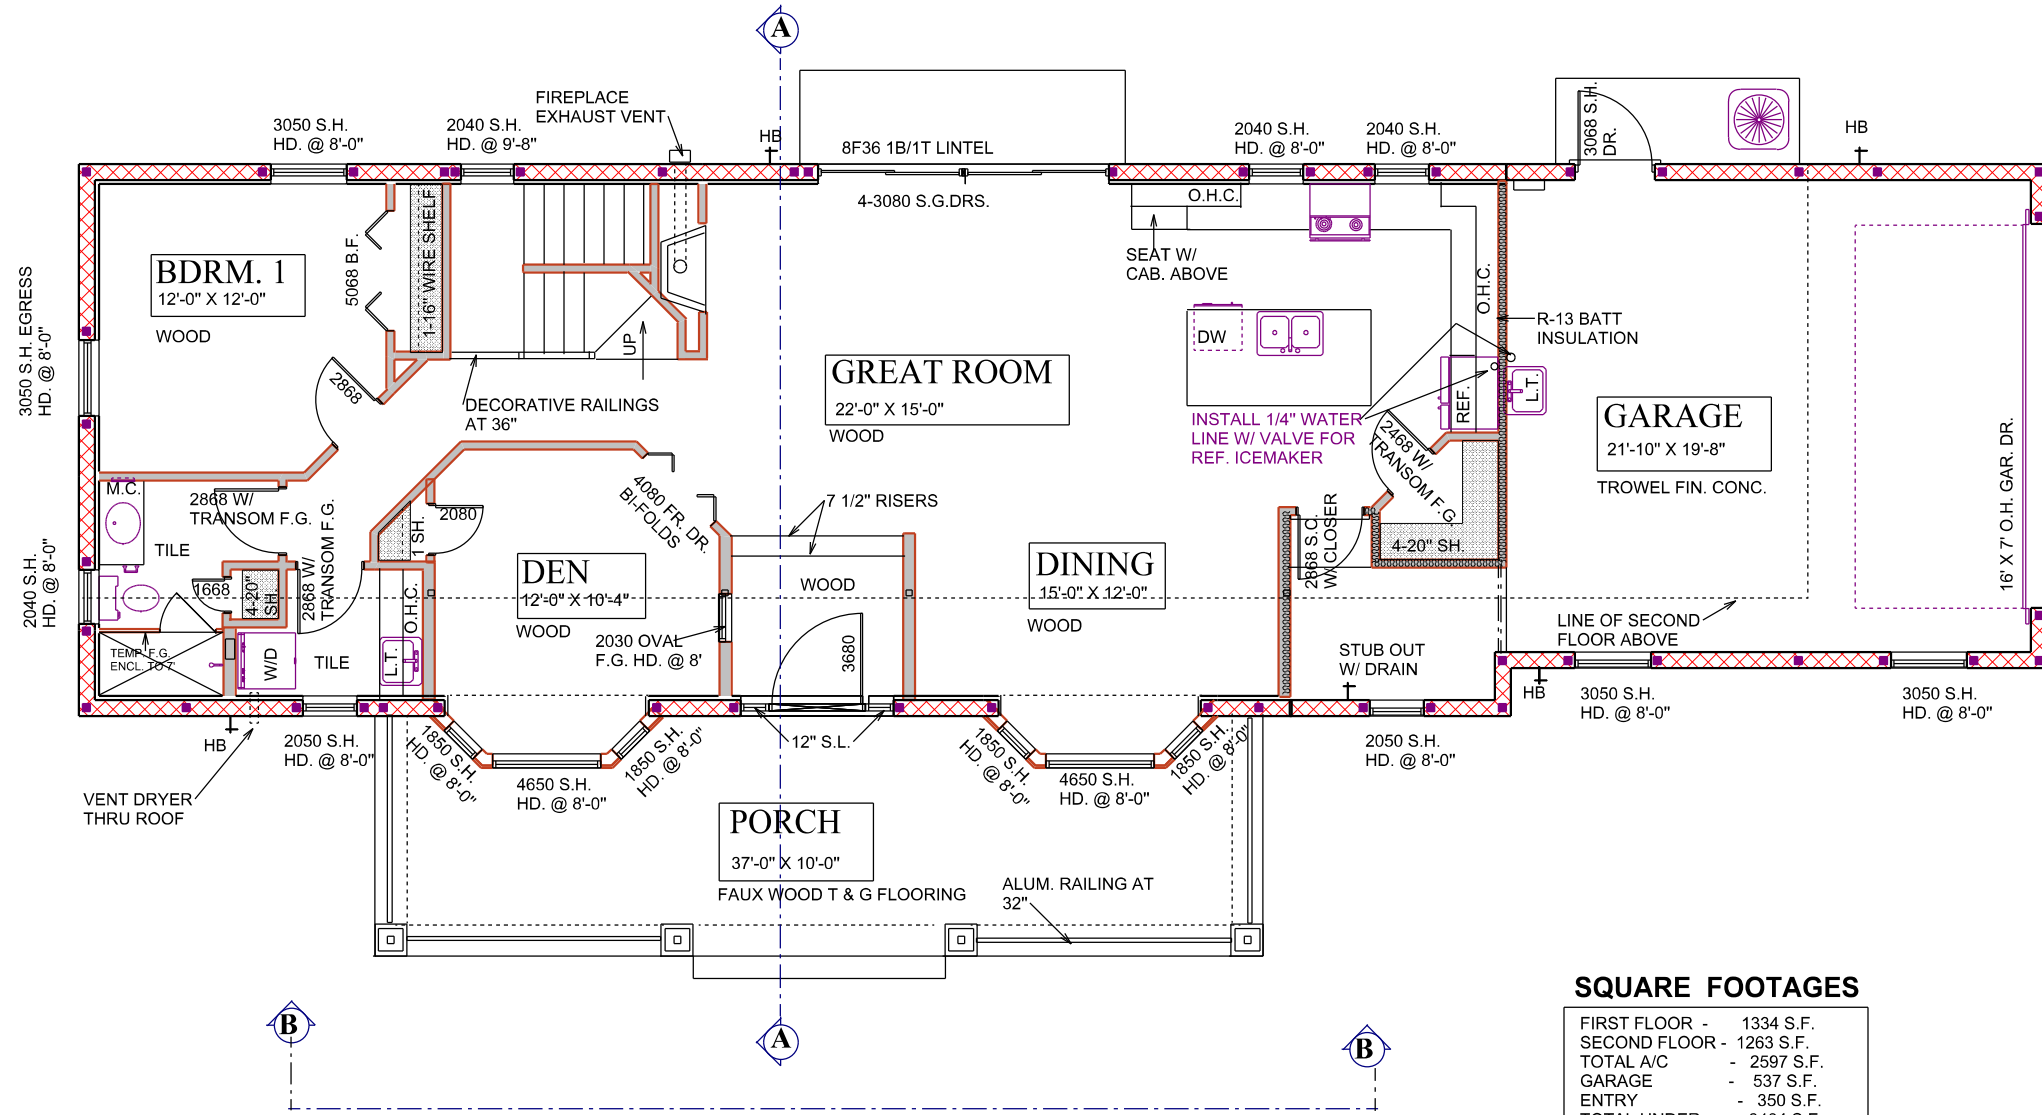 A
FIREPLACE
EXHAUST VENT
3050 S.H.
HD. @ 8'-0"
2040 S.H.
HD. @ 9'-8"
HB
8F36 1B/1T LINTEL
2040 S.H.
HD. @ 8'-0"
2040 S.H.
HD. @ 8'-0"
3068 S.H.
DR.
HB
4-3080 S.G.DRS.
O.H.C.
SEAT W/
CAB. ABOVE
O.H.C.
5068 B.F.
1-16" WIRE SHELF
BDRM. 1
12'-0" X 12'-0"
WOOD
3050 S.H. EGRESS
HD. @ 8'-0"
UP
DW
R-13 BATT
INSULATION
2868
DECORATIVE RAILINGS
AT 36"
GREAT ROOM
22'-0" X 15'-0"
WOOD
REF.
L.T.
INSTALL 1/4" WATER
LINE W/ VALVE FOR
REF. ICEMAKER
2468 W/
TRANSOM F.G.
GARAGE
21'-10" X 19'-8"
TROWEL FIN. CONC.
16' X 7' O.H. GAR. DR.
M.C.
2868 W/
TRANSOM F.G.
TILE
2868 W/
TRANSOM F.G.
1 SH.
2080
4080 FR. DR.
BI-FOLDS
7 1/2" RISERS
2868 S.C.
W/CLOSER
4-20" SH.
2040 S.H.
HD. @ 8'-0"
1668
4-20"
SH.
O.H.C.
DEN
12'-0" X 10'-4"
WOOD
WOOD
DINING
15'-0" X 12'-0"
WOOD
2030 OVAL
F.G. HD. @ 8'
3680
LINE OF SECOND
FLOOR ABOVE
TEMP. F.G.
ENCL. TO 7'
W/D
TILE
L.T.
STUB OUT
W/ DRAIN
HB
HB
2050 S.H.
HD. @ 8'-0"
1850 S.H.
HD. @ 8'-0"
4650 S.H.
HD. @ 8'-0"
1850 S.H.
HD. @ 8'-0"
12" S.L.
1850 S.H.
HD. @ 8'-0"
4650 S.H.
HD. @ 8'-0"
1850 S.H.
HD. @ 8'-0"
2050 S.H.
HD. @ 8'-0"
3050 S.H.
HD. @ 8'-0"
3050 S.H.
HD. @ 8'-0"
VENT DRYER
THRU ROOF
PORCH
37'-0" X 10'-0"
FAUX WOOD T & G FLOORING
ALUM. RAILING AT
32"
B
A
B
SQUARE FOOTAGES
FIRST FLOOR - 1334 S.F.
SECOND FLOOR - 1263 S.F.
TOTAL A/C - 2597 S.F.
GARAGE - 537 S.F.
ENTRY - 350 S.F.